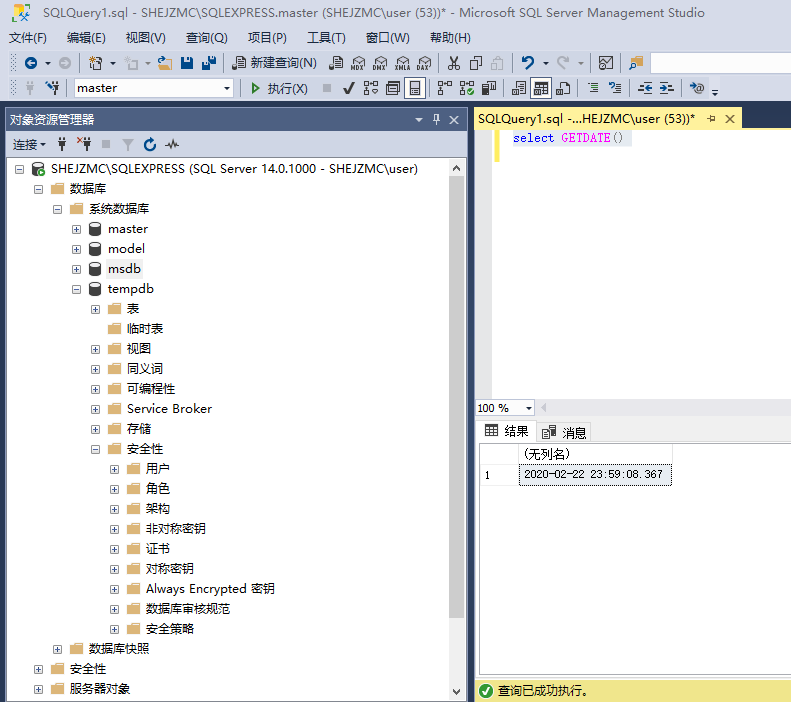 SQLQuery1.sql - SHEJZMC\SQLEXPRESS.master (SHEJZMC\user (53))* - Microsoft SQL Server Management Studio
文件(F) 编辑(E) 视图(V) 查询(Q) 项目(P) 工具(T) 窗口(W) 帮助(H)
新建查询(N) MDX DMX XMLA DAX
master 执行(X)
对象资源管理器
连接
SHEJZMC\SQLEXPRESS (SQL Server 14.0.1000 - SHEJZMC\user)
数据库
系统数据库
master
model
msdb
tempdb
表
临时表
视图
同义词
可编程性
Service Broker
存储
安全性
用户
角色
架构
非对称密钥
证书
对称密钥
Always Encrypted 密钥
数据库审核规范
安全策略
数据库快照
安全性
服务器对象
SQLQuery1.sql -...HEJZMC\user (53))*
select GETDATE()
100 %
结果 消息
(无列名)
1 2020-02-22 23:59:08.367
查询已成功执行。